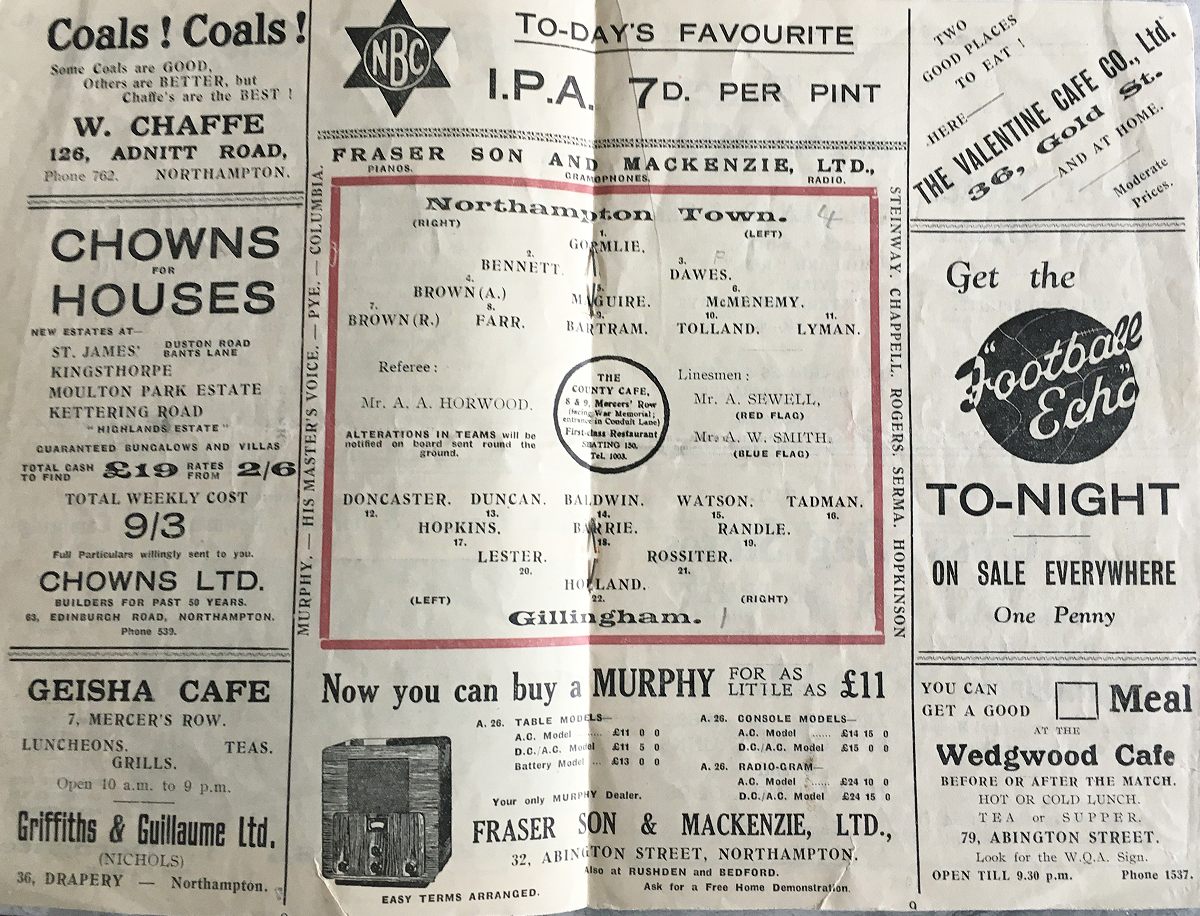 Coals ! Coals !
Some Coals are GOOD,
Others are BETTER, but
Chaffe's are the BEST !
W. CHAFFE
126, ADNITT ROAD,
Phone 762. NORTHAMPTON.
CHOWNS
FOR
HOUSES
NEW ESTATES AT—
ST. JAMES' DUSTON ROAD
BANTS LANE
KINGSTHORPE
MOULTON PARK ESTATE
KETTERING ROAD
"HIGHLANDS ESTATE"
GUARANTEED BUNGALOWS AND VILLAS
TOTAL CASH TO FIND £19 RATES FROM 2/6
TOTAL WEEKLY COST
9/3
Full Particulars willingly sent to you.
CHOWNS LTD.
BUILDERS FOR PAST 50 YEARS.
63, EDINBURGH ROAD, NORTHAMPTON.
Phone 539.
GEISHA CAFE
7, MERCER'S ROW.
LUNCHEONS. TEAS.
GRILLS.
Open 10 a.m. to 9 p.m.
Griffiths & Guillaume Ltd.
(NICHOLS)
36, DRAPERY — Northampton.
NBC
TO-DAY'S FAVOURITE
I.P.A. 7D. PER PINT
FRASER SON AND MACKENZIE, LTD.,
PIANOS. GRAMOPHONES. RADIO.
MURPHY. — HIS MASTER'S VOICE. — PYE. — COLUMBIA.
Northampton Town. 4
(RIGHT) (LEFT)
1.
GORMLIE.
2. 3.
BENNETT. DAWES.
4. 5. 6.
BROWN (A.) MAGUIRE. McMENEMY.
7. 8. 9. 10. 11.
BROWN (R.) FARR. BARTRAM. TOLLAND. LYMAN.
Referee :
Mr. A. A. HORWOOD.
ALTERATIONS IN TEAMS will be
notified on board sent round the
ground.
THE
COUNTY CAFE,
8 & 9, Mercers' Row
(facing War Memorial;
entrance in Conduit Lane)
First-class Restaurant
SEATING 150.
Tel. 1003.
Linesmen :
Mr. A. SEWELL,
(RED FLAG)
Mr. A. W. SMITH.
(BLUE FLAG)
DONCASTER. DUNCAN. BALDWIN. WATSON. TADMAN.
12. 13. 14. 15. 16.
HOPKINS. BARRIE. RANDLE.
17. 18. 19.
LESTER. ROSSITER.
20. 21.
HOLLAND.
22.
(LEFT) (RIGHT)
Gillingham. 1
STEINWAY, CHAPPELL, ROGERS, SERMA, HOPKINSON
Now you can buy a MURPHY FOR AS LITTLE AS £11
A. 26. TABLE MODELS—
A.C. Model ...... £11 0 0
D.C./A.C. Model £11 5 0
Battery Model ... £13 0 0
A. 26. CONSOLE MODELS—
A.C. Model ...... £14 15 0
D.C./A.C. Model £15 0 0
A. 26. RADIO-GRAM—
A.C. Model ...... £24 10 0
D.C./A.C. Model £24 15 0
Your only MURPHY Dealer.
FRASER SON & MACKENZIE, LTD.,
32, ABINGTON STREET, NORTHAMPTON.
Also at RUSHDEN and BEDFORD.
EASY TERMS ARRANGED. Ask for a Free Home Demonstration.
TWO
GOOD PLACES
TO EAT !
HERE—
THE VALENTINE CAFE CO., Ltd.
36, Gold St.
—AND AT HOME.
Moderate
Prices.
Get the
"Football
Echo"
TO-NIGHT
ON SALE EVERYWHERE
One Penny
YOU CAN
GET A GOOD Meal
AT THE
Wedgwood Cafe
BEFORE OR AFTER THE MATCH.
HOT OR COLD LUNCH.
TEA or SUPPER.
79, ABINGTON STREET.
Look for the W.Q.A. Sign.
OPEN TILL 9.30 p.m. Phone 1537.